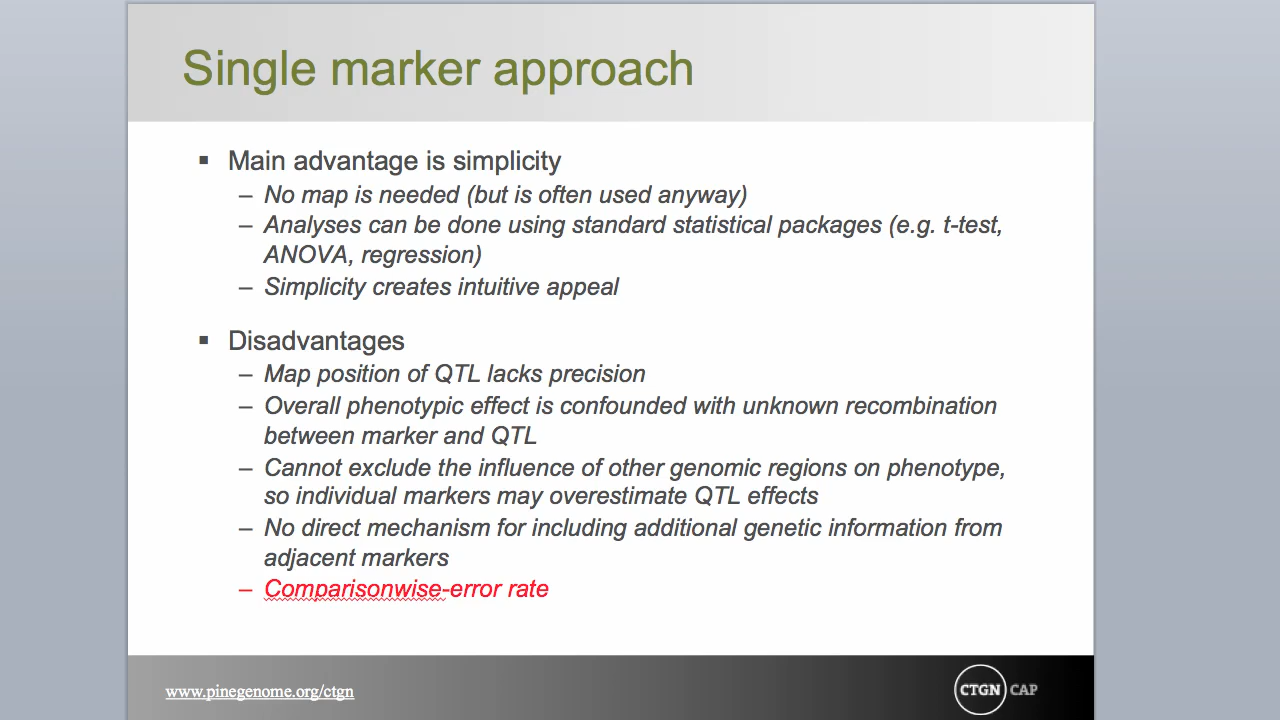 Single marker approach
▪ Main advantage is simplicity
– No map is needed (but is often used anyway)
– Analyses can be done using standard statistical packages (e.g. t-test,
ANOVA, regression)
– Simplicity creates intuitive appeal
▪ Disadvantages
– Map position of QTL lacks precision
– Overall phenotypic effect is confounded with unknown recombination
between marker and QTL
– Cannot exclude the influence of other genomic regions on phenotype,
so individual markers may overestimate QTL effects
– No direct mechanism for including additional genetic information from
adjacent markers
– Comparisonwise-error rate
www.pinegenome.org/ctgn
CTGN CAP